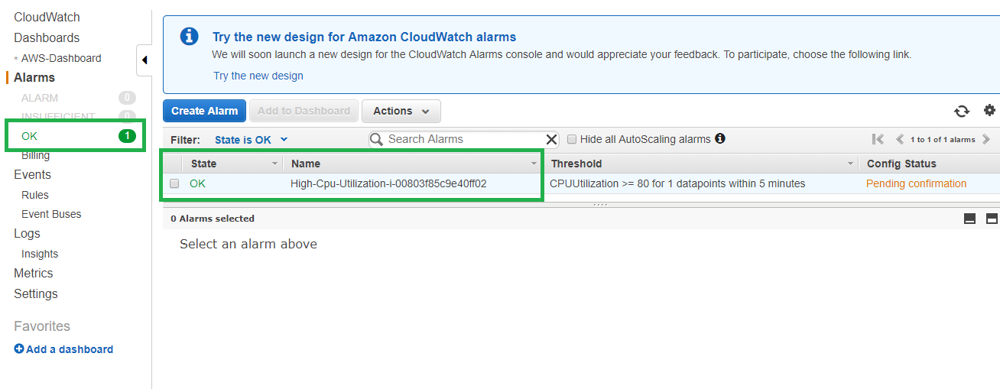 CloudWatch
Dashboards
AWS-Dashboard
Alarms
ALARM 0
INSUFFICIENT 0
OK 1
Billing
Events
Rules
Event Buses
Logs
Insights
Metrics
Settings
Favorites
Add a dashboard
Try the new design for Amazon CloudWatch alarms
We will soon launch a new design for the CloudWatch Alarms console and would appreciate your feedback. To participate, choose the following link.
Try the new design
Create Alarm Add to Dashboard Actions
Filter: State is OK Search Alarms Hide all AutoScaling alarms 1 to 1 of 1 alarms
State Name Threshold Config Status
OK High-Cpu-Utilization-i-00803f85c9e40ff02 CPUUtilization >= 80 for 1 datapoints within 5 minutes Pending confirmation
0 Alarms selected
Select an alarm above